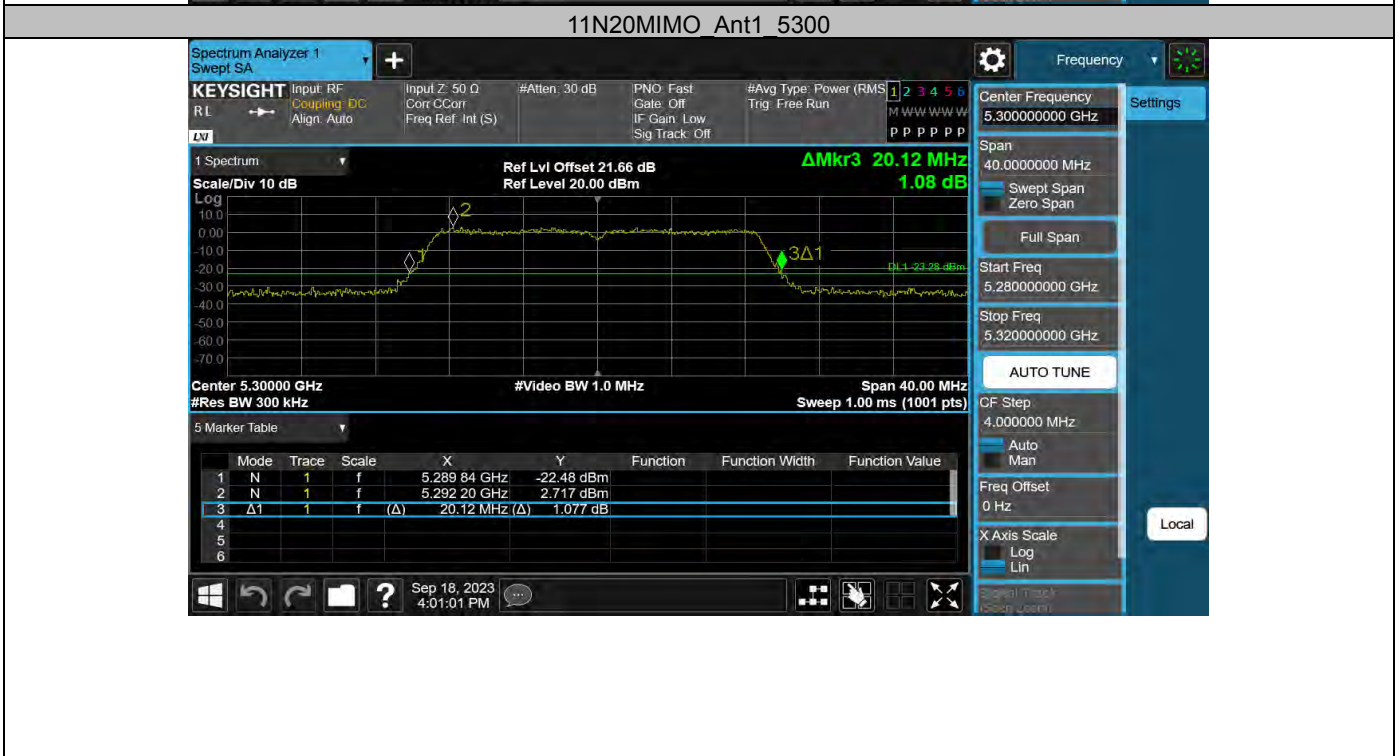 11N20MIMO_Ant1_5300
Spectrum Analyzer 1
Swept SA
+
Frequency
KEYSIGHT
RL
LXI
Input: RF
Coupling: DC
Align: Auto
Input Z: 50 Ω
Corr CCorr
Freq Ref: Int (S)
#Atten: 30 dB
PNO: Fast
Gate: Off
IF Gain: Low
Sig Track: Off
#Avg Type: Power (RMS
Trig: Free Run
1 2 3 4 5 6
M W W W W W
P P P P P P
1 Spectrum
Scale/Div 10 dB
Ref Lvl Offset 21.66 dB
Ref Level 20.00 dBm
ΔMkr3 20.12 MHz
1.08 dB
Log
10.0
0.00
-10.0
-20.0
-30.0
-40.0
-50.0
-60.0
-70.0
1
2
3Δ1
DL1 -23.28 dBm
Center 5.30000 GHz
#Res BW 300 kHz
#Video BW 1.0 MHz
Span 40.00 MHz
Sweep 1.00 ms (1001 pts)
5 Marker Table
Mode Trace Scale X Y Function Function Width Function Value
1 N 1 f 5.289 84 GHz -22.48 dBm
2 N 1 f 5.292 20 GHz 2.717 dBm
3 Δ1 1 f (Δ) 20.12 MHz (Δ) 1.077 dB
4
5
6
Sep 18, 2023
4:01:01 PM
Center Frequency
5.300000000 GHz
Settings
Span
40.0000000 MHz
Swept Span
Zero Span
Full Span
Start Freq
5.280000000 GHz
Stop Freq
5.320000000 GHz
AUTO TUNE
CF Step
4.000000 MHz
Auto
Man
Freq Offset
0 Hz
X Axis Scale
Log
Lin
Local
Signal Track
(Span Zoom)